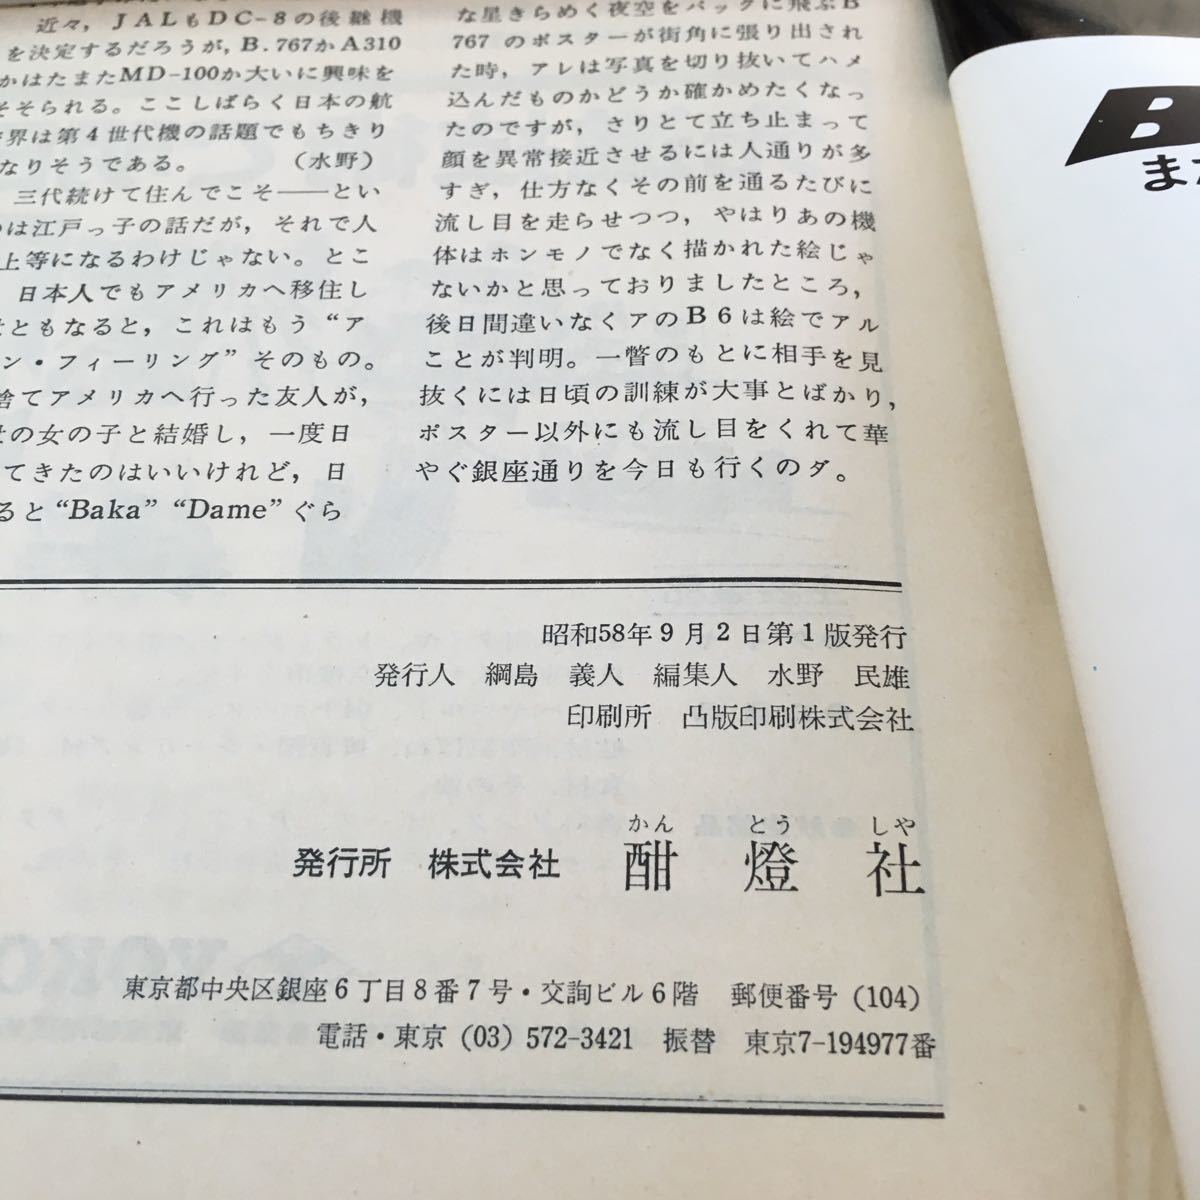 近々，JALもDC-8の後継機
を決定するだろうが，B.767かA310
かはたまたMD-100か大いに興味を
そそられる。ここしばらく日本の航
界は第4世代機の話題でもちきり
なりそうである。（水野）
三代続けて住んでこそ――とい
は江戸っ子の話だが，それで人
上等になるわけじゃない。とこ
日本人でもアメリカへ移住し
ともなると，これはもう“ア
ン・フィーリング”そのもの。
捨てアメリカへ行った友人が，
の女の子と結婚し，一度日
てきたのはいいけれど，日
ると“Baka”“Dame”ぐら
な星きらめく夜空をバックに飛ぶB
767のポスターが街角に張り出され
た時，アレは写真を切り抜いてハメ
込んだものかどうか確かめたくなっ
たのですが，さりとて立ち止まって
顔を異常接近させるには人通りが多
すぎ，仕方なくその前を通るたびに
流し目を走らせつつ，やはりあの機
体はホンモノでなく描かれた絵じゃ
ないかと思っておりましたところ，
後日間違いなくアのB6は絵でアル
ことが判明。一瞥のもとに相手を見
抜くには日頃の訓練が大事とばかり，
ポスター以外にも流し目をくれて華
やぐ銀座通りを今日も行くのダ。
昭和58年9月2日第1版発行
発行人 綱島 義人 編集人 水野 民雄
印刷所 凸版印刷株式会社
かん とう しや
発行所 株式会社 酣燈社
東京都中央区銀座6丁目8番7号・交詢ビル6階 郵便番号（104）
電話・東京（03）572-3421 振替 東京7-194977番
B
ま